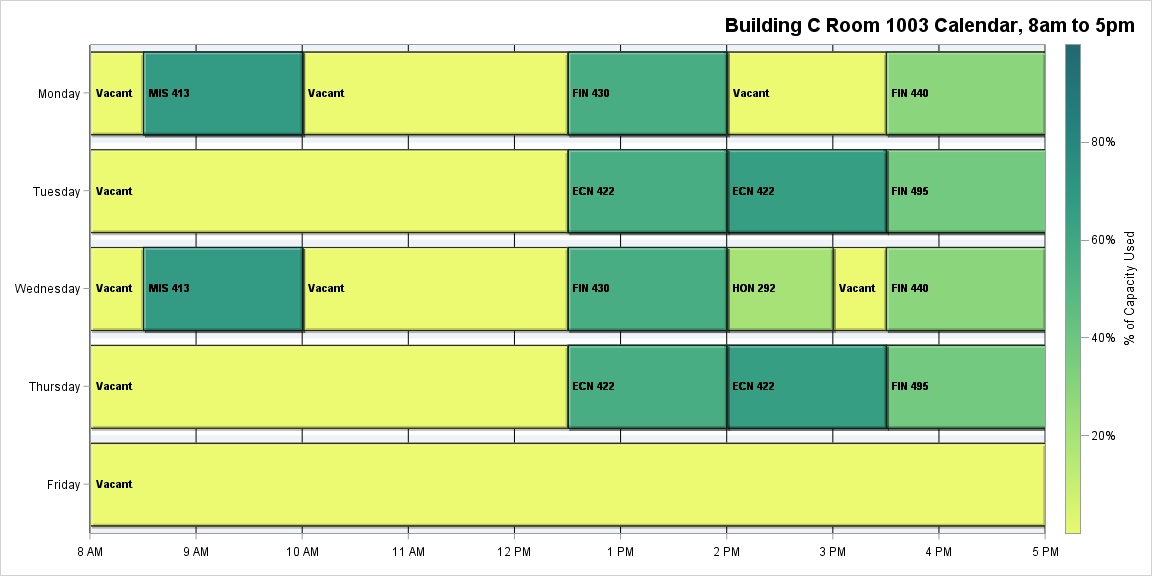 Building C Room 1003 Calendar, 8am to 5pm
Monday
Vacant
MIS 413
Vacant
FIN 430
Vacant
FIN 440
Tuesday
Vacant
ECN 422
ECN 422
FIN 495
Wednesday
Vacant
MIS 413
Vacant
FIN 430
HON 292
Vacant
FIN 440
Thursday
Vacant
ECN 422
ECN 422
FIN 495
Friday
Vacant
8 AM
9 AM
10 AM
11 AM
12 PM
1 PM
2 PM
3 PM
4 PM
5 PM
80%
60%
40%
20%
% of Capacity Used